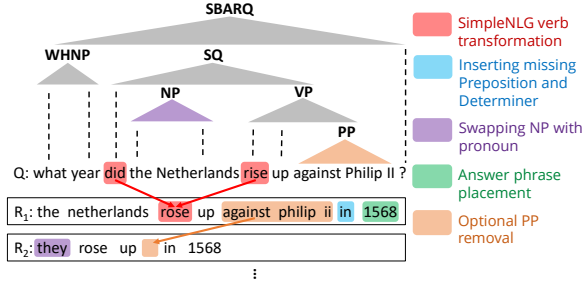 SBARQ
WHNP
SQ
NP
VP
PP
Q: what year did the Netherlands rise up against Philip II ?
R1: the netherlands rose up against philip ii in 1568
R2: they rose up in 1568
⋮
SimpleNLG verb
transformation
Inserting missing
Preposition and
Determiner
Swapping NP with
pronoun
Answer phrase
placement
Optional PP
removal